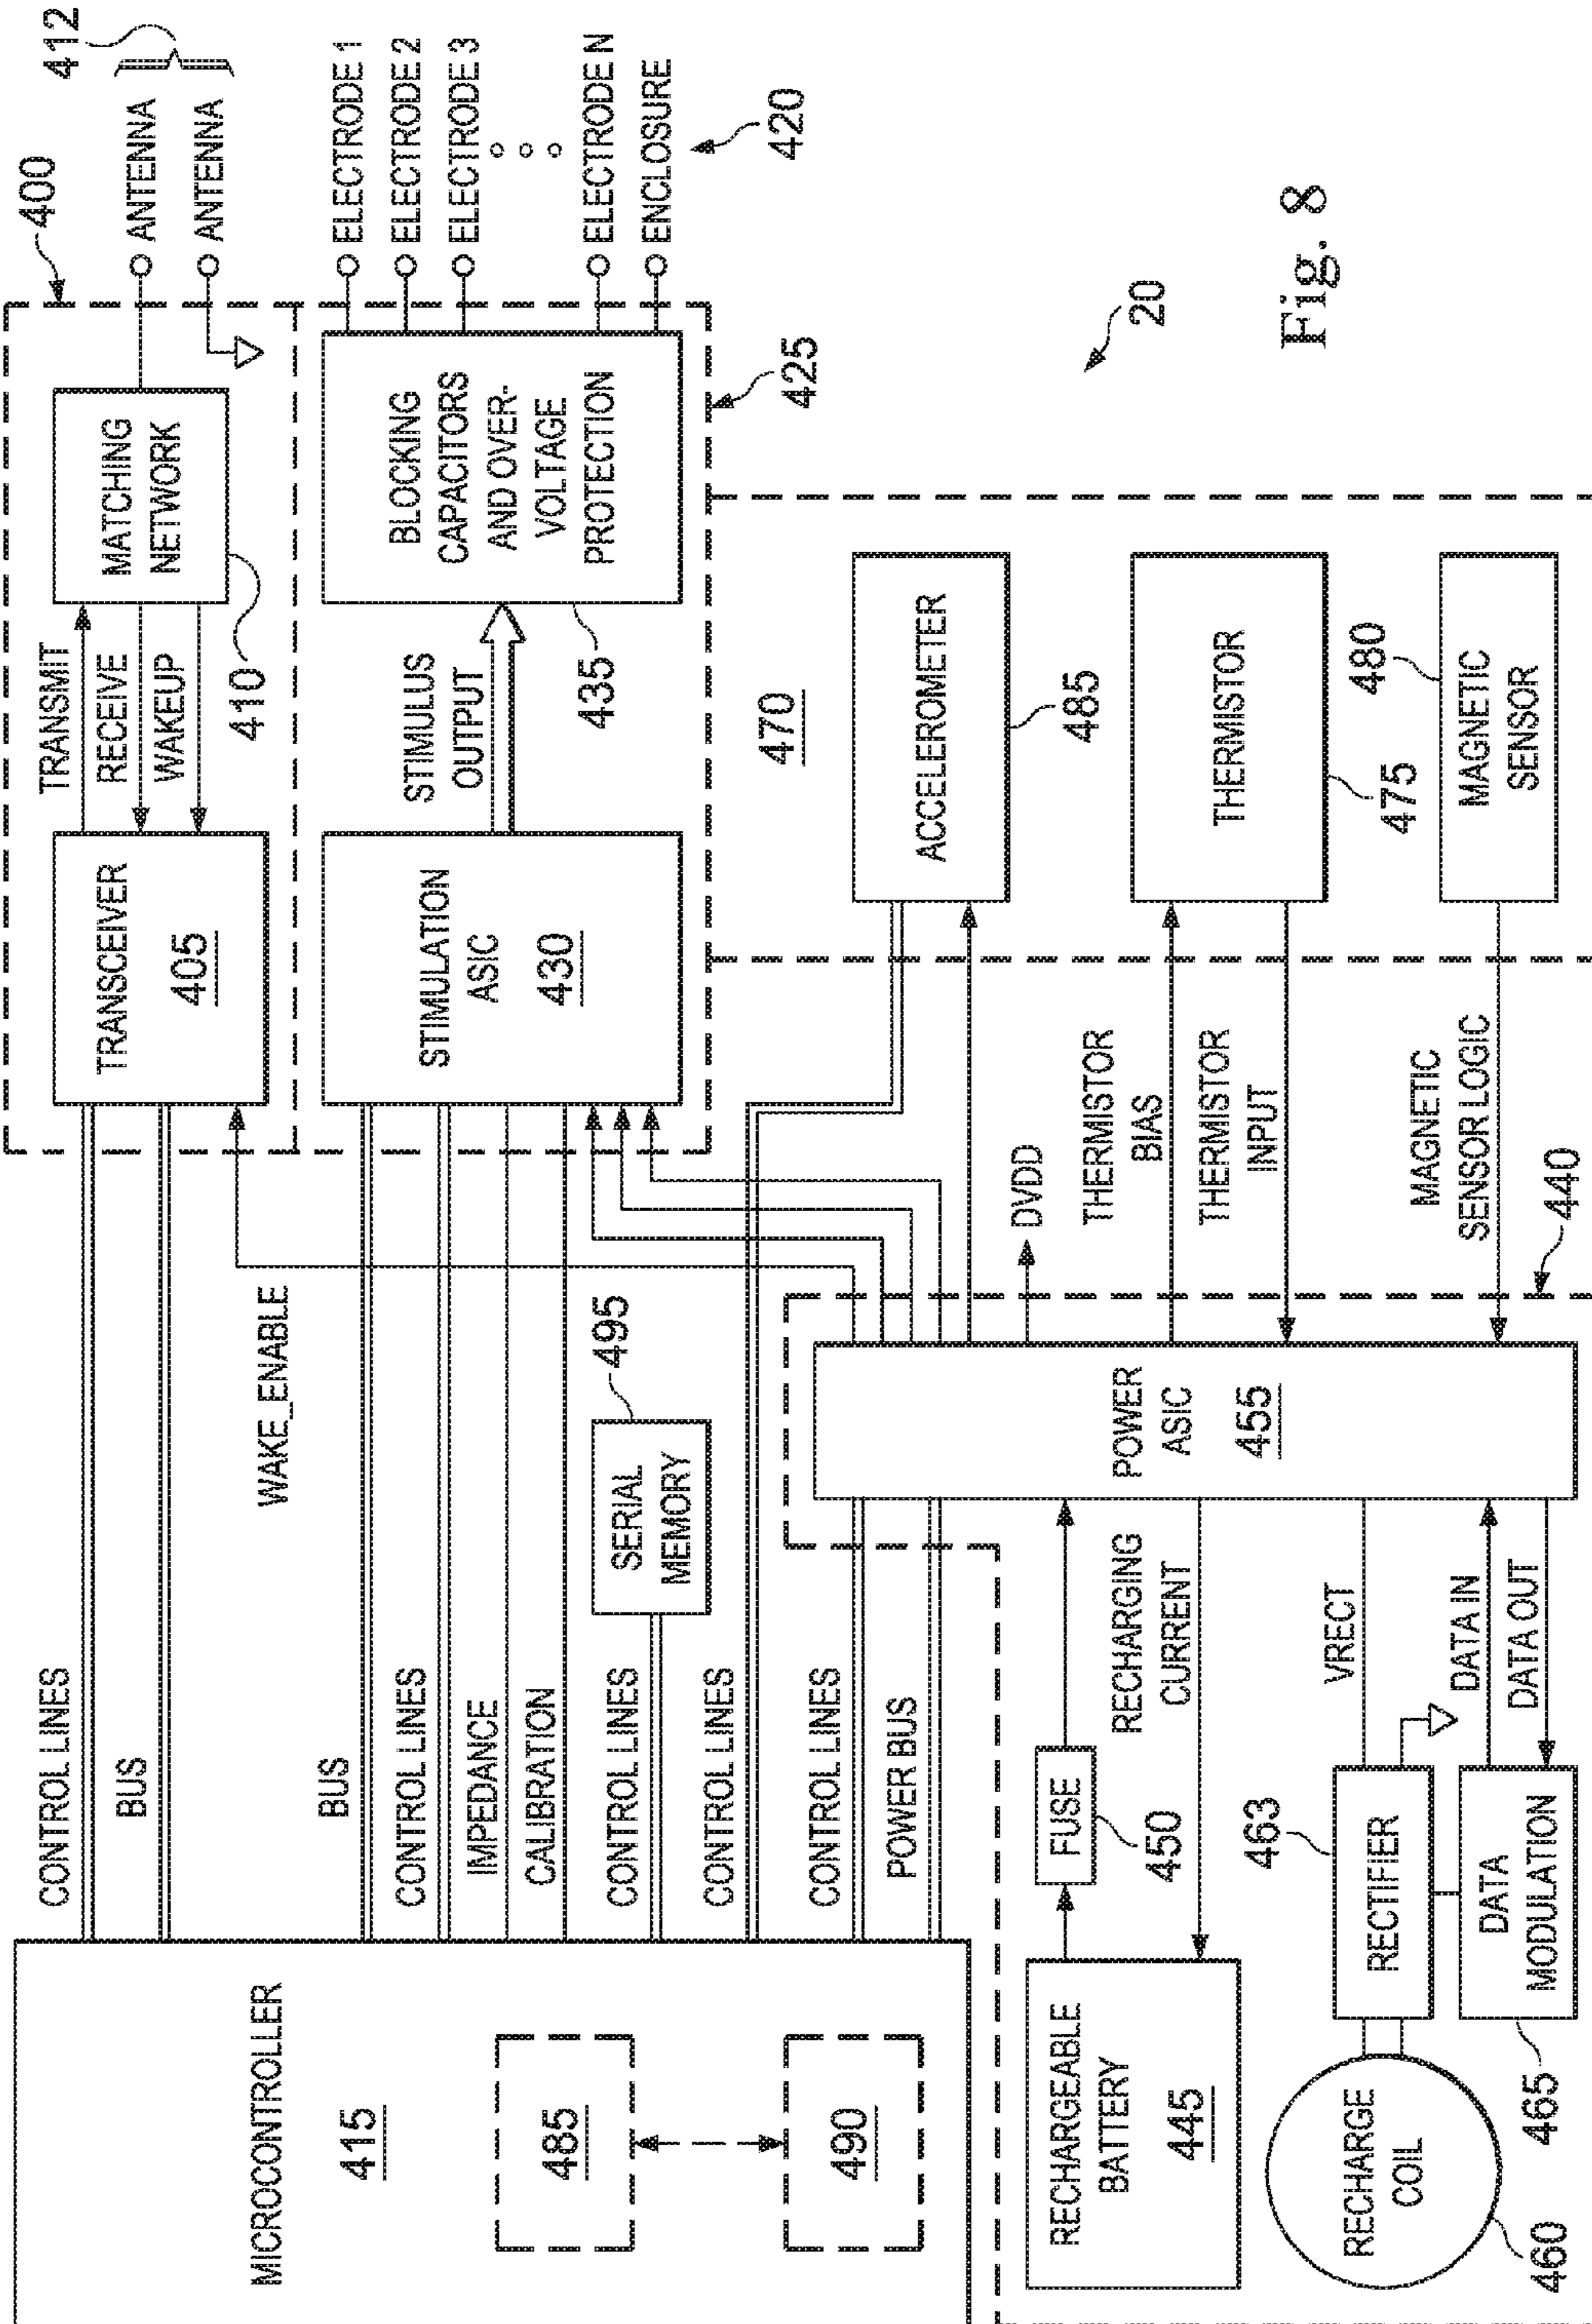 412
400
ANTENNA
ANTENNA
MATCHING
NETWORK
410
TRANSMIT
RECEIVE
WAKEUP
TRANSCEIVER
405
CONTROL LINES
BUS
WAKE_ENABLE
ELECTRODE 1
ELECTRODE 2
ELECTRODE 3
ELECTRODE N
ENCLOSURE
420
BLOCKING
CAPACITORS
AND OVER-
VOLTAGE
PROTECTION
425
435
STIMULUS
OUTPUT
STIMULATION
ASIC
430
BUS
CONTROL LINES
IMPEDANCE
CALIBRATION
CONTROL LINES
SERIAL
MEMORY
495
CONTROL LINES
CONTROL LINES
POWER BUS
MICROCONTROLLER
415
485
490
470
ACCELEROMETER
485
THERMISTOR
475
480
MAGNETIC
SENSOR
DVDD
THERMISTOR
BIAS
THERMISTOR
INPUT
MAGNETIC
SENSOR LOGIC
440
POWER
ASIC
455
RECHARGING
CURRENT
VRECT
DATA IN
DATA OUT
FUSE
450
463
RECTIFIER
DATA
MODULATION
465
RECHARGEABLE
BATTERY
445
RECHARGE
COIL
460
20
Fig. 8